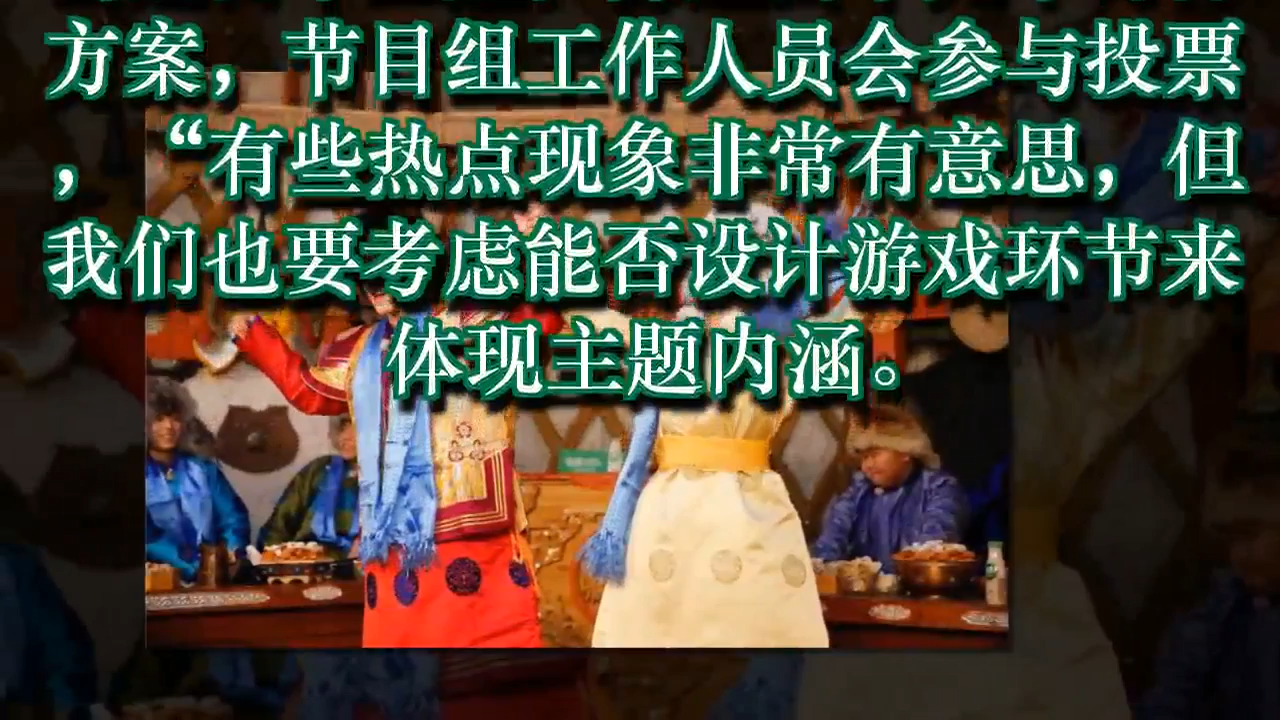 方案，节目组工作人员会参与投票
，“有些热点现象非常有意思，但
我们也要考虑能否设计游戏环节来
体现主题内涵。